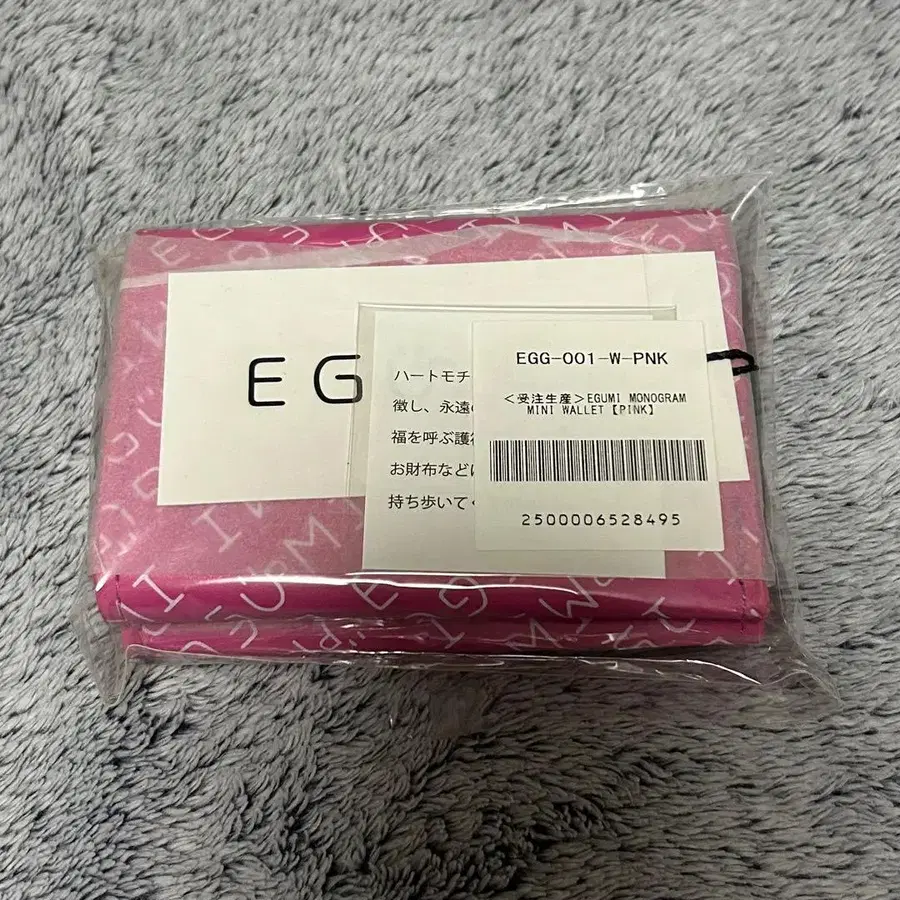 EG
ハートモチ
徴し、永遠
福を呼ぶ護
お財布など
持ち歩いて
EGG-001-W-PNK
＜受注生産＞EGUMI MONOGRAM
MINI WALLET【PINK】
2500006528495